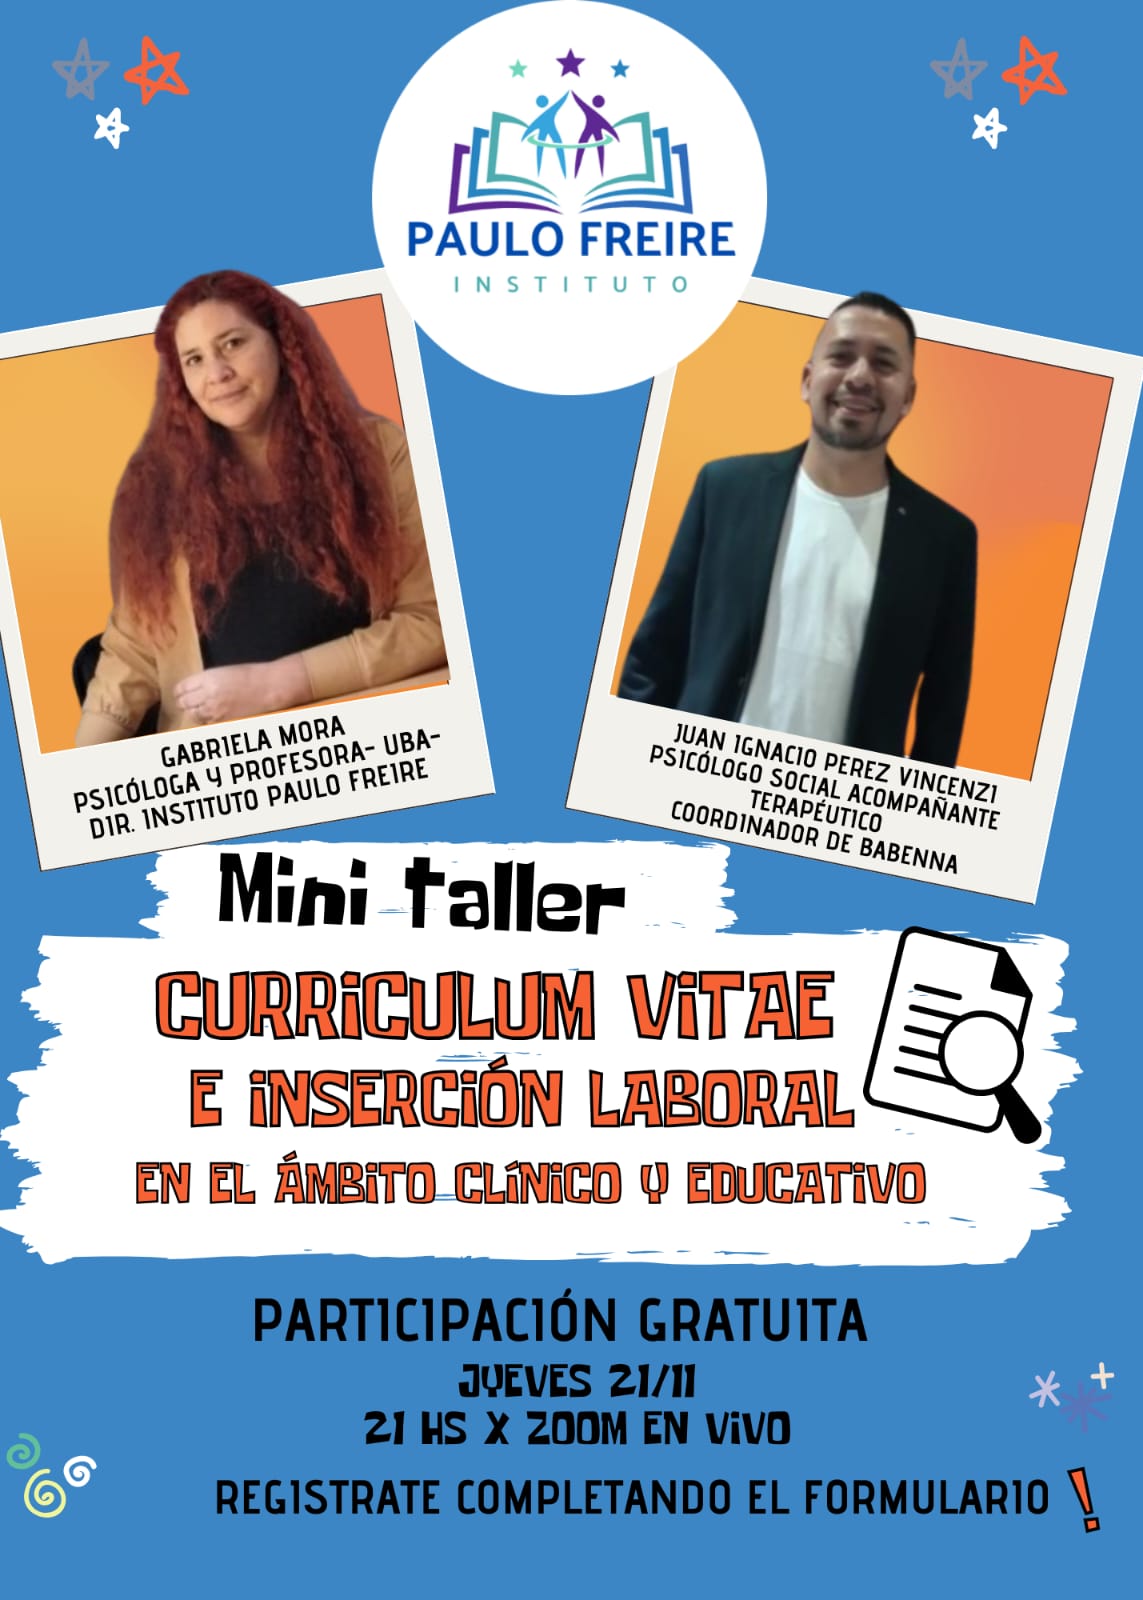 PAULO FREIRE
INSTITUTO
GABRIELA MORA
PSICÓLOGA Y PROFESORA- UBA-
DIR. INSTITUTO PAULO FREIRE
JUAN IGNACIO PEREZ VINCENZI
PSICÓLOGO SOCIAL ACOMPAÑANTE
TERAPÉUTICO
COORDINADOR DE BABENNA
Mini taller
CURRiCULUM ViTAE
E iNSERCiÓN LABORAL
EN EL ÁMBiTO CLÍNiCO Y EDUCATiVO
PARTICIPACIÓN GRATUITA
JUEVES 21/11
21 HS X ZOOM EN ViVO
REGISTRATE COMPLETANDO EL FORMULARIO !